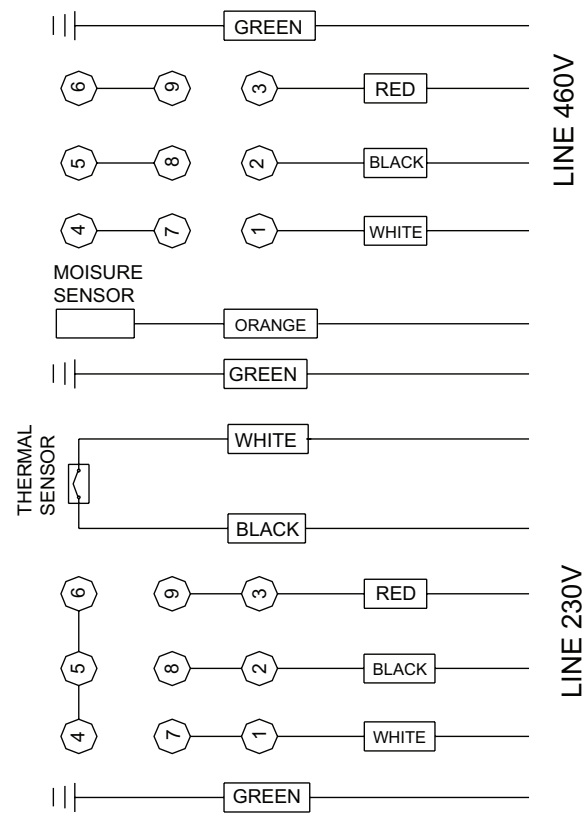 GREEN
6 9 3 RED
5 8 2 BLACK
4 7 1 WHITE
LINE 460V
MOISURE
SENSOR
ORANGE
GREEN
THERMAL
SENSOR
WHITE
BLACK
6 9 3 RED
5 8 2 BLACK
4 7 1 WHITE
LINE 230V
GREEN